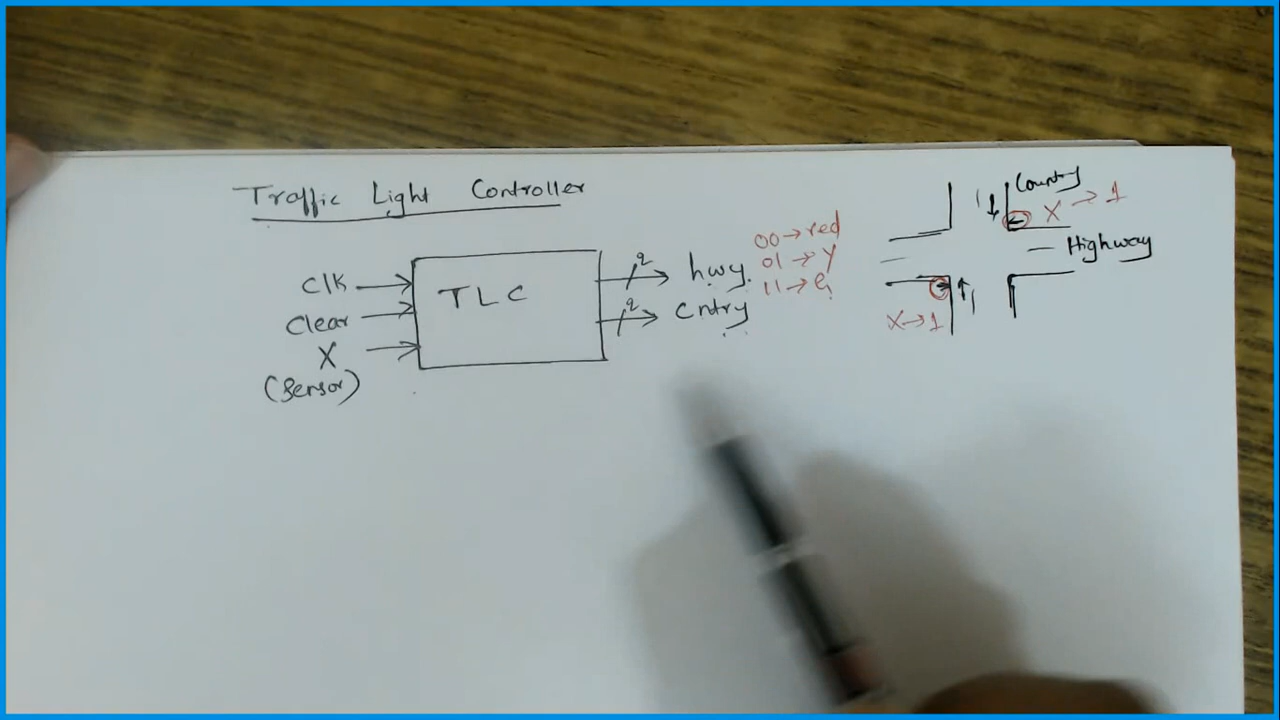 Traffic Light Controller
Clk
Clear
X
(Sensor)
TLC
2
hwy.
2
Cntry
00→red
01→Y
11→G
Country
X→1
Highway
X→1